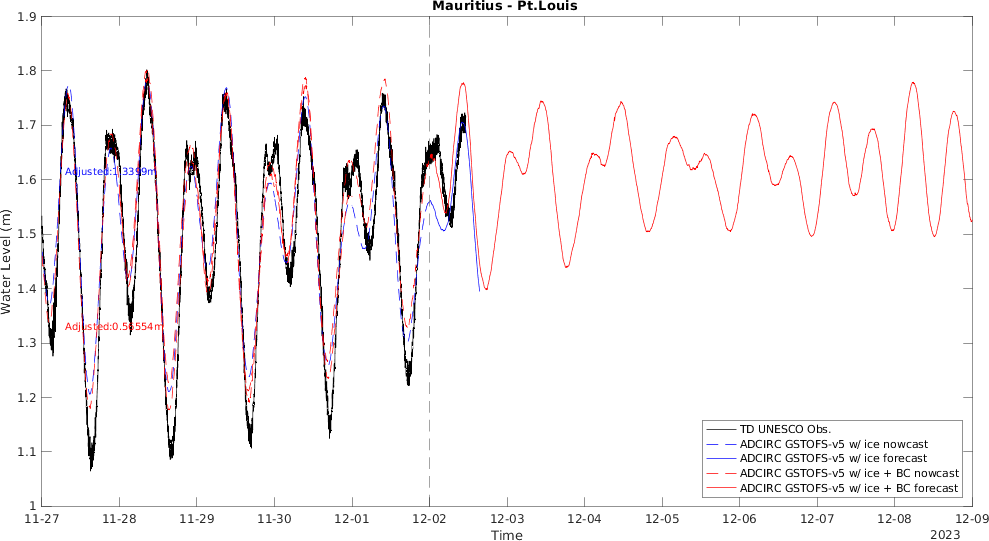 Mauritius - Pt.Louis
1.9
1.8
1.7
1.6
1.5
1.4
1.3
1.2
1.1
1
Water Level (m)
Adjusted:1.3399m
Adjusted:0.56554m
TD UNESCO Obs.
ADCIRC GSTOFS-v5 w/ ice nowcast
ADCIRC GSTOFS-v5 w/ ice forecast
ADCIRC GSTOFS-v5 w/ ice + BC nowcast
ADCIRC GSTOFS-v5 w/ ice + BC forecast
11-27 11-28 11-29 11-30 12-01 12-02 12-03 12-04 12-05 12-06 12-07 12-08 12-09
Time
2023